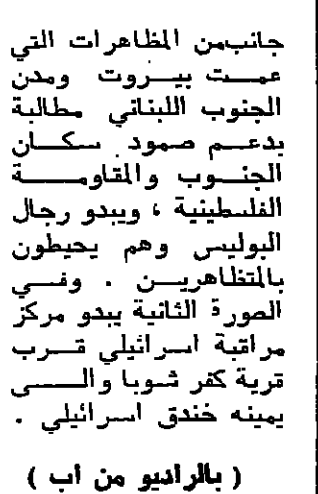 جانب من المظاهرات التي
عمت بيروت ومدن
الجنوب اللبناني مطالبة
بدعم صمود سكان
الجنوب والمقاومة
الفلسطينية ، ويبدو رجال
البوليس وهم يحيطون
بالمتظاهرين . وفي
الصورة الثانية يبدو مركز
مراقبة اسرائيلي قرب
قرية كفر شوبا والى
يمينه خندق اسرائيلي .
( بالراديو من اب )